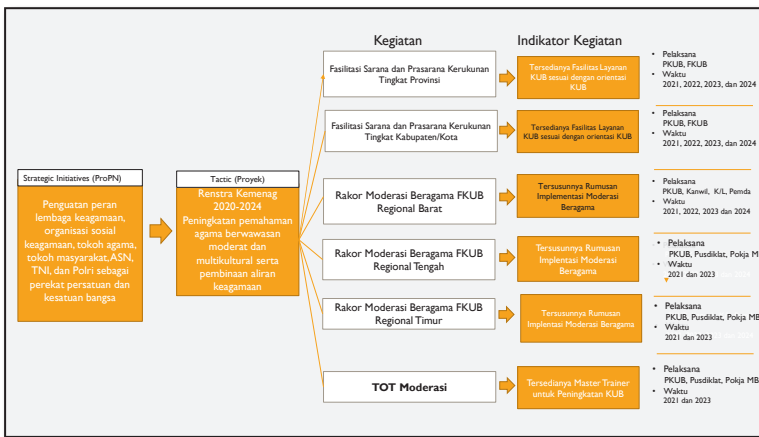 Kegiatan
Indikator Kegiatan
Strategic Initiatives (ProPN)
Penguatan peran
lembaga keagamaan,
organisasi sosial
keagamaan, tokoh agama,
tokoh masyarakat, ASN,
TNI, dan Polri sebagai
perekat persatuan dan
kesatuan bangsa
Tactic (Proyek)
Renstra Kemenag
2020-2024
Peningkatan pemahaman
agama berwawasan
moderat dan
multikultural serta
pembinaan aliran
keagamaan
Fasilitasi Sarana dan Prasarana Kerukunan
Tingkat Provinsi
Tersedianya Fasilitas Layanan
KUB sesuai dengan orientasi
KUB
• Pelaksana
PKUB, FKUB
• Waktu
2021, 2022, 2023, dan 2024
Fasilitasi Sarana dan Prasarana Kerukunan
Tingkat Kabupaten/Kota
Tersedianya Fasilitas Layanan
KUB sesuai dengan orientasi KUB
• Pelaksana
PKUB, FKUB
• Waktu
2021, 2022, 2023, dan 2024
Rakor Moderasi Beragama FKUB
Regional Barat
Tersusunnya Rumusan
Implementasi Moderasi
Beragama
• Pelaksana
PKUB, Kanwil, K/L, Pemda
• Waktu
2021, 2022, 2023 dan 2024
Rakor Moderasi Beragama FKUB
Regional Tengah
Tersusunnya Rumusan
Implentasi Moderasi
Beragama
• Pelaksana
PKUB, Pusdiklat, Pokja M
• Waktu
2021 dan 2023
Rakor Moderasi Beragama FKUB
Regional Timur
Tersusunnya Rumusan
Implentasi Moderasi Beragama
• Pelaksana
PKUB, Pusdiklat, Pokja MB
• Waktu
2021 dan 2023
TOT Moderasi
Tersedianya Master Trainer
untuk Peningkatan KUB
• Pelaksana
PKUB, Pusdiklat, Pokja MB
• Waktu
2021 dan 2023